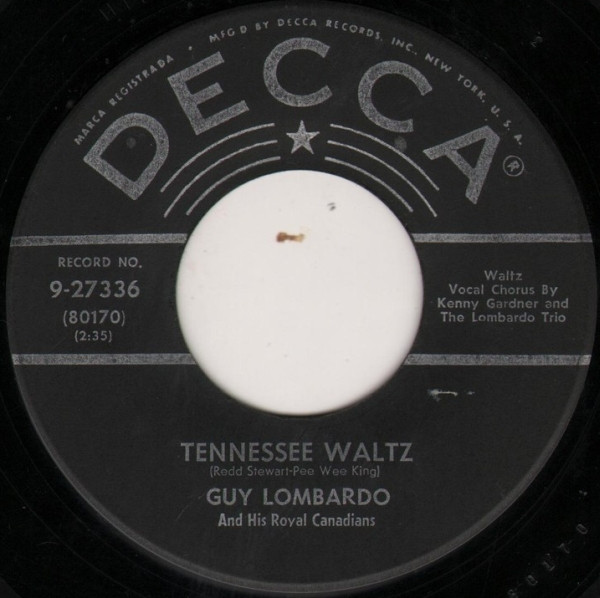 MARCA REGISTRADA • MFG'D BY DECCA RECORDS, INC., NEW YORK, U.S.A.
DECCA®
RECORD NO.
9-27336
(80170)
(2:35)
Waltz
Vocal Chorus By
Kenny Gardner and
The Lombardo Trio
TENNESSEE WALTZ
(Redd Stewart-Pee Wee King)
GUY LOMBARDO
And His Royal Canadians